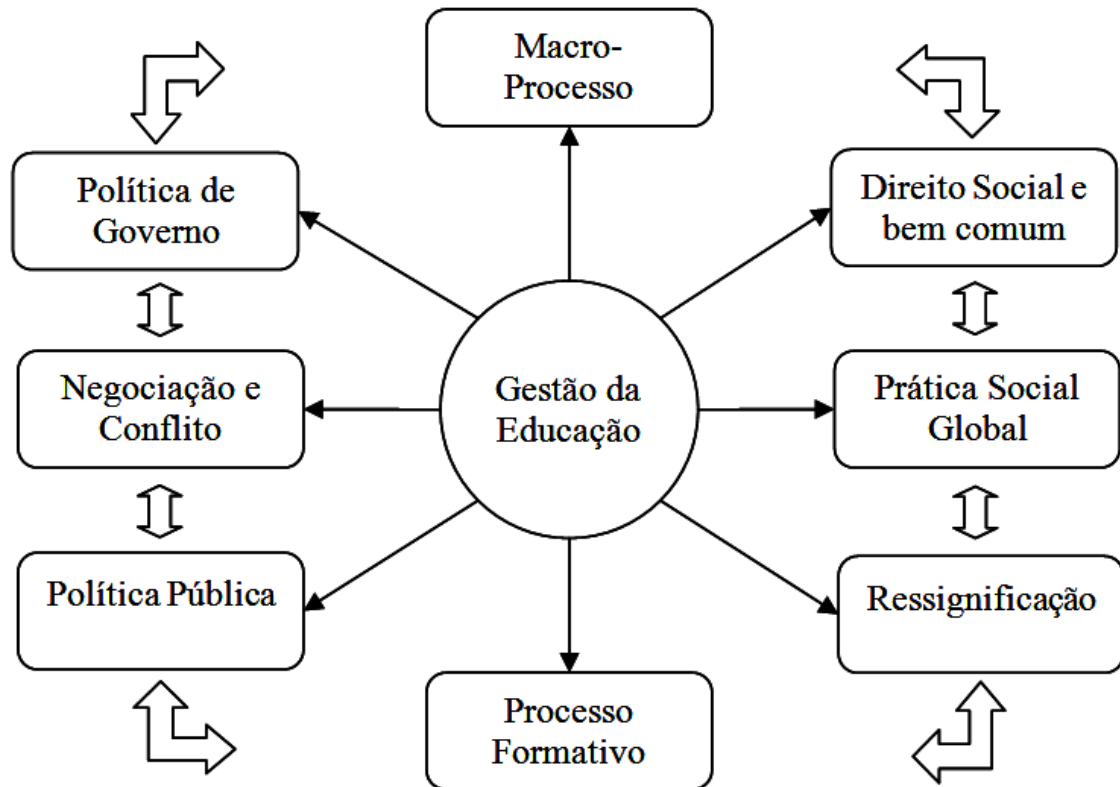 Macro-
Processo
Política de
Governo
Direito Social e
bem comum
Negociação e
Conflito
Gestão da
Educação
Prática Social
Global
Política Pública
Ressignificação
Processo
Formativo